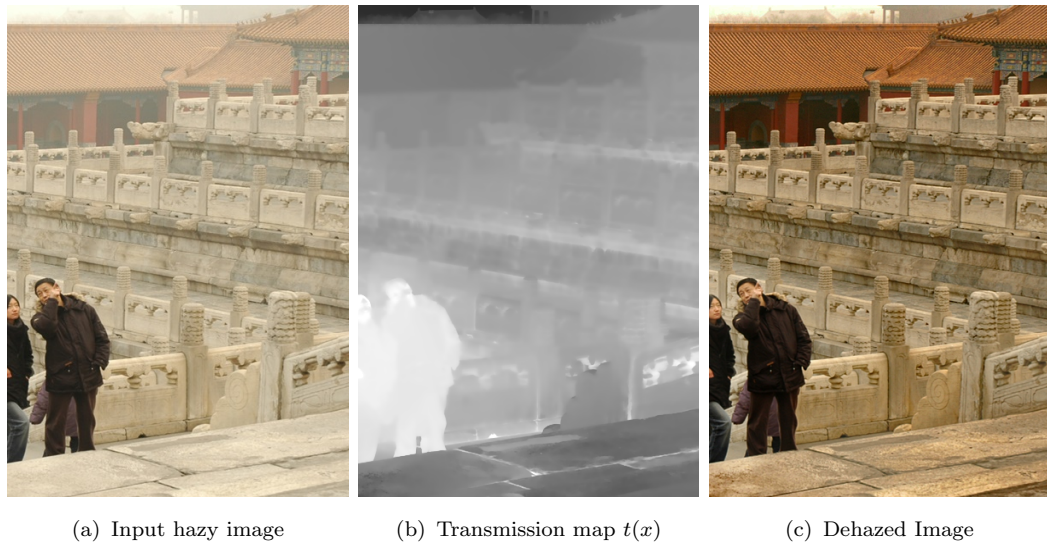 (a) Input hazy image
(b) Transmission map t(x)
(c) Dehazed Image